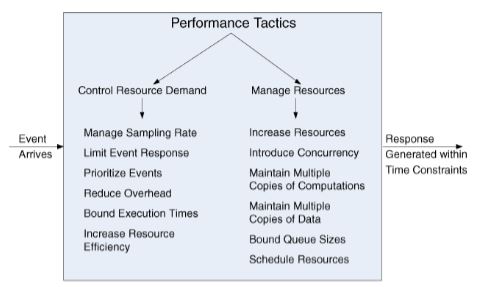 Performance Tactics
Control Resource Demand
Manage Sampling Rate
Limit Event Response
Prioritize Events
Reduce Overhead
Bound Execution Times
Increase Resource
Efficiency
Manage Resources
Increase Resources
Introduce Concurrency
Maintain Multiple
Copies of Computations
Maintain Multiple
Copies of Data
Bound Queue Sizes
Schedule Resources
Event
Arrives
Response
Generated within
Time Constraints